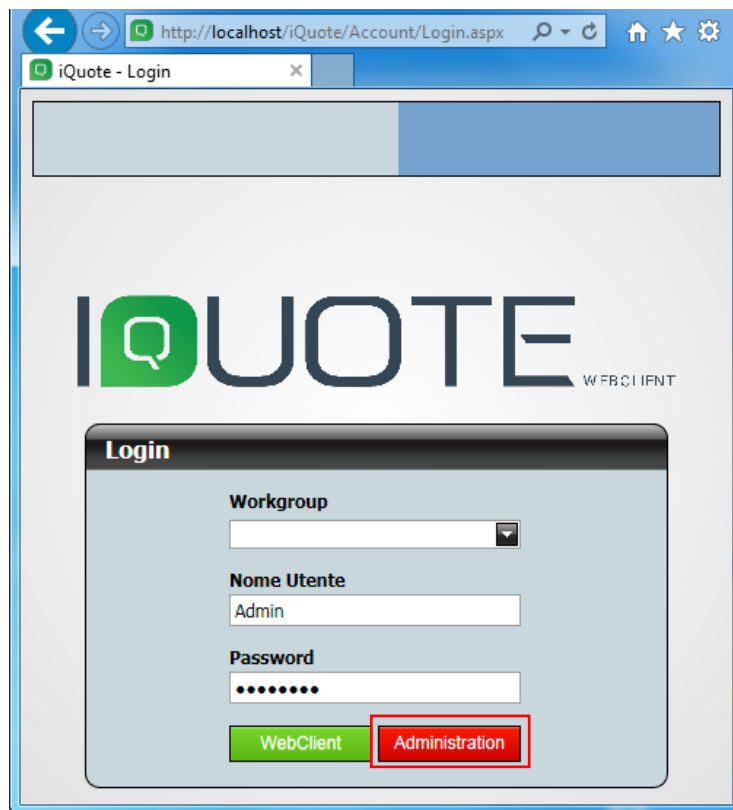 http://localhost/iQuote/Account/Login.aspx
iQuote - Login
IQUOTE
WEBCLIENT
Login
Workgroup
Nome Utente
Admin
Password
••••••••
WebClient Administration